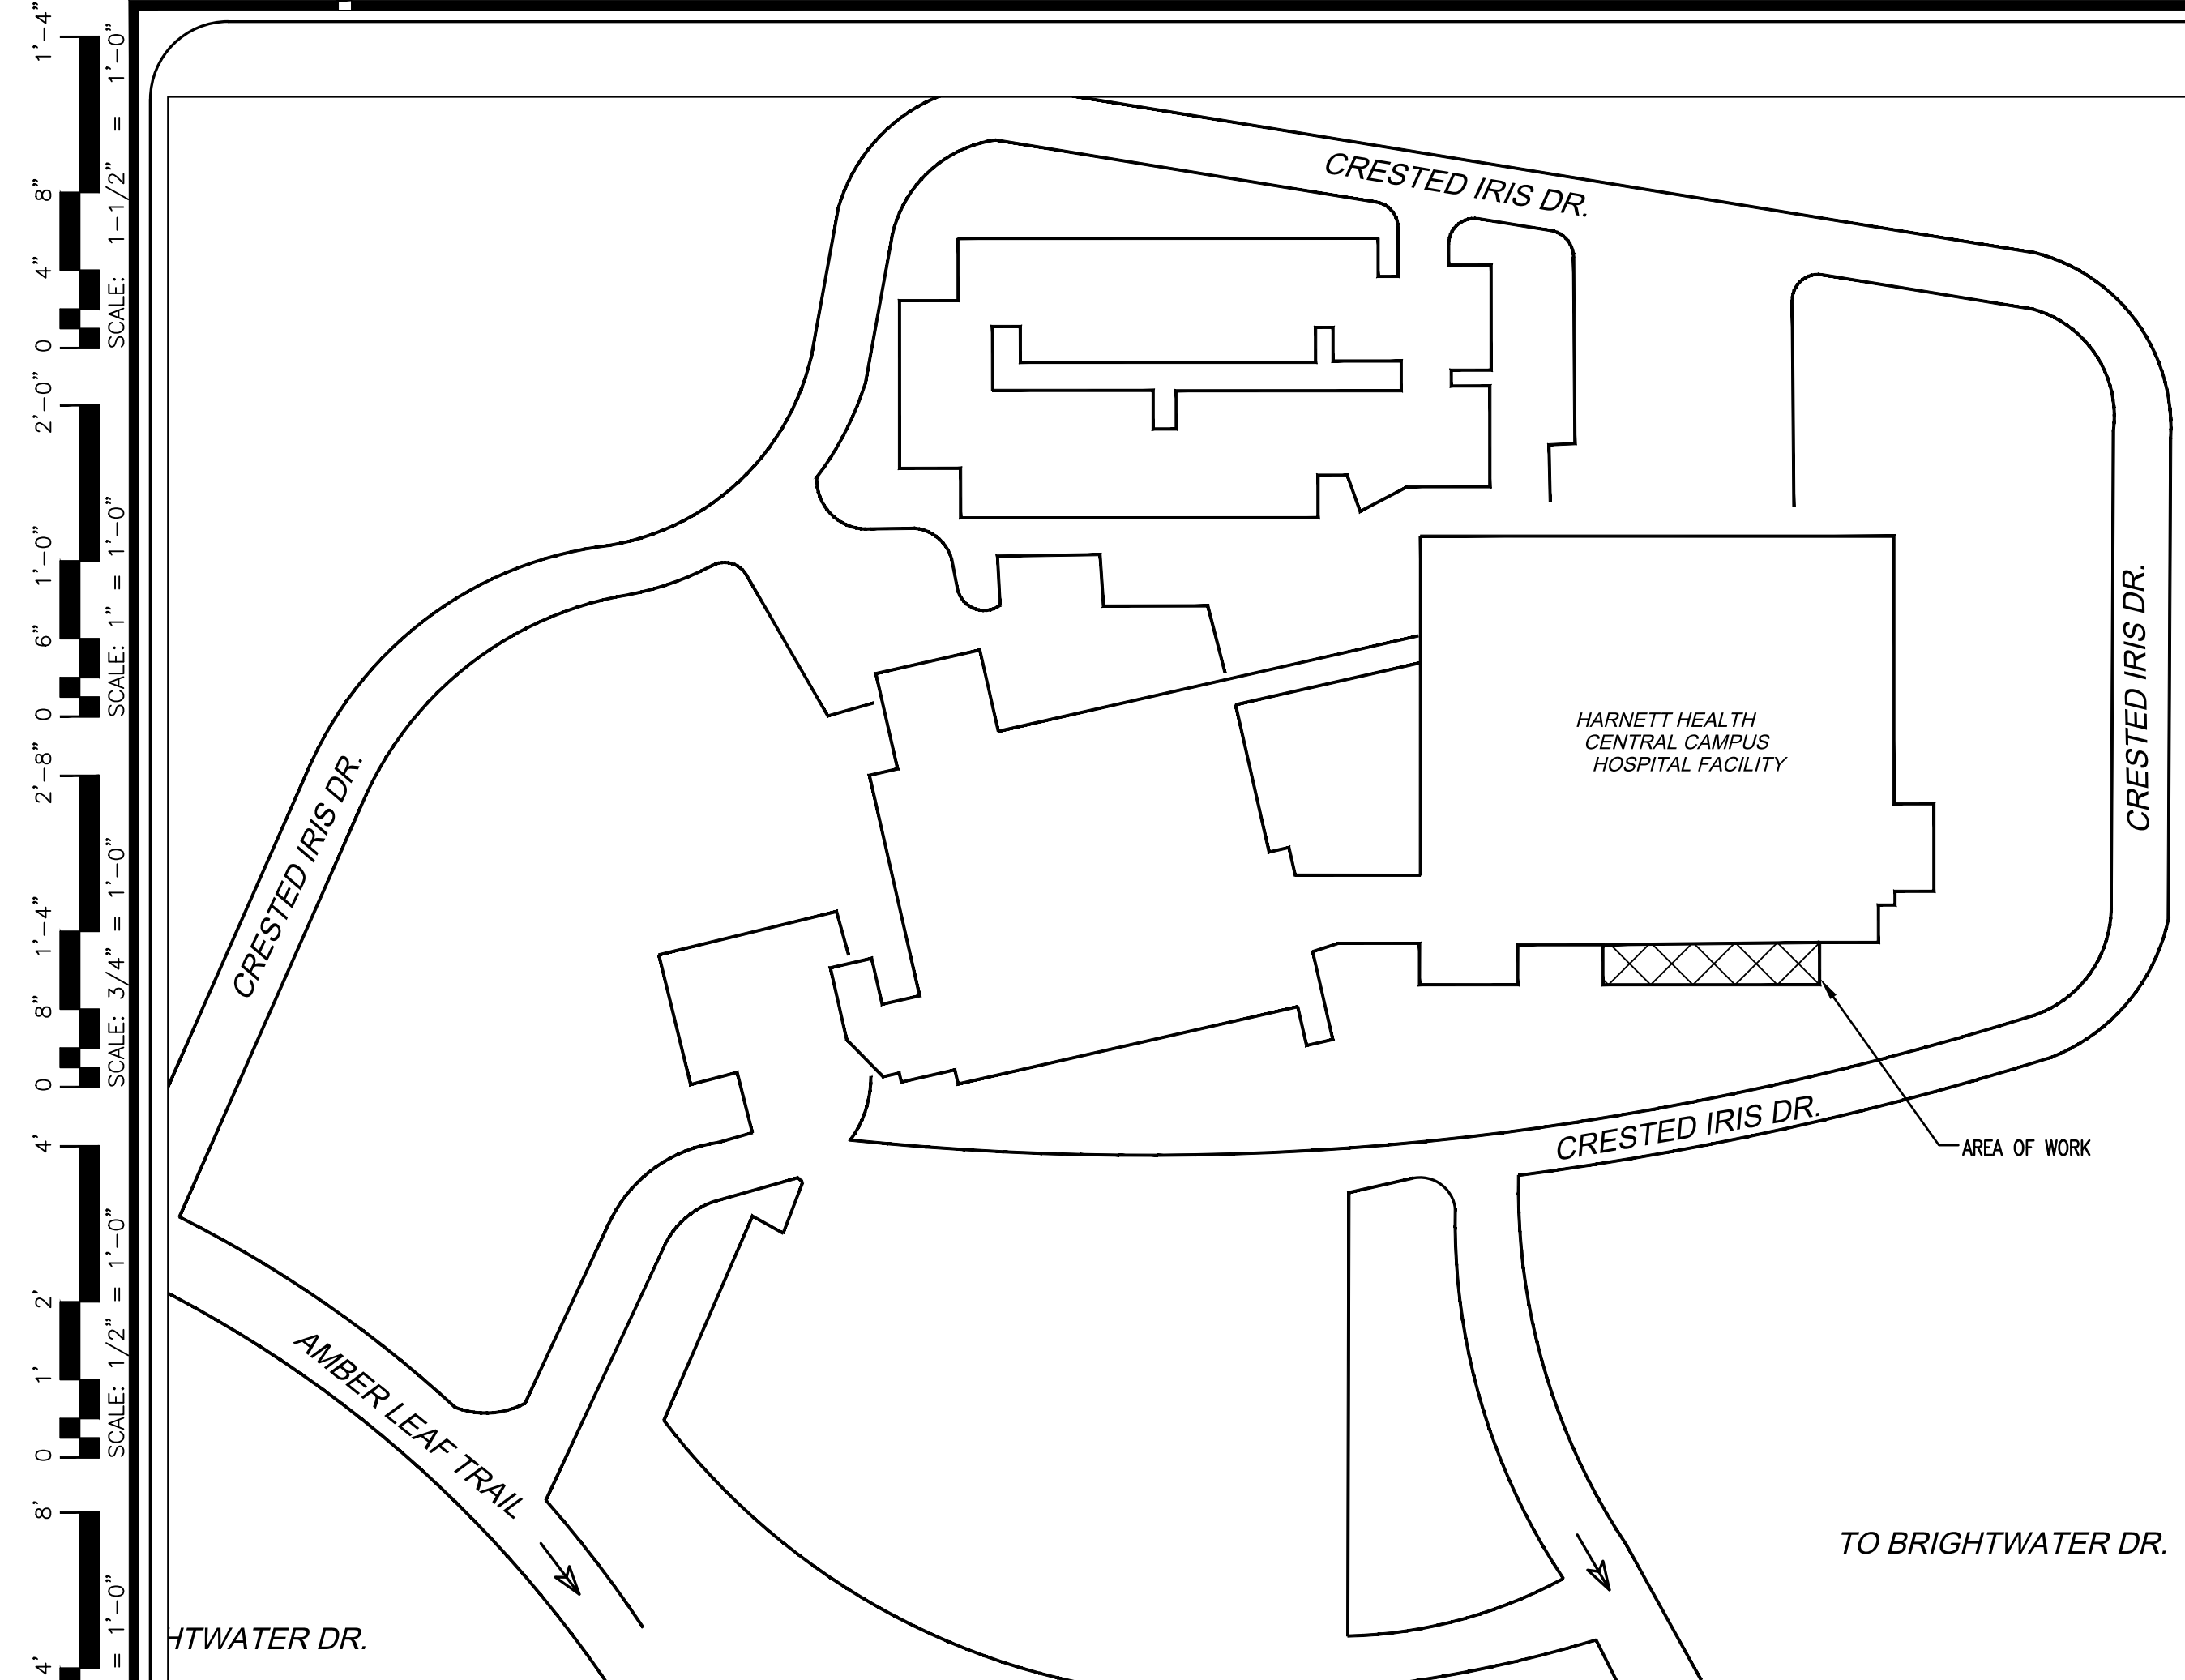 1'-4"
8"
4"
0
SCALE: 1-1/2" = 1'-0"
2'-0"
1'-0"
6"
0
SCALE: 1" = 1'-0"
2'-8"
1'-4"
8"
0
SCALE: 3/4" = 1'-0"
4'
2'
1'
0
SCALE: 1/2" = 1'-0"
8'
4'
= 1'-0"
CRESTED IRIS DR.
CRESTED IRIS DR.
HARNETT HEALTH
CENTRAL CAMPUS
HOSPITAL FACILITY
CRESTED IRIS DR.
CRESTED IRIS DR.
AREA OF WORK
AMBER LEAF TRAIL
TO BRIGHTWATER DR.
HTWATER DR.